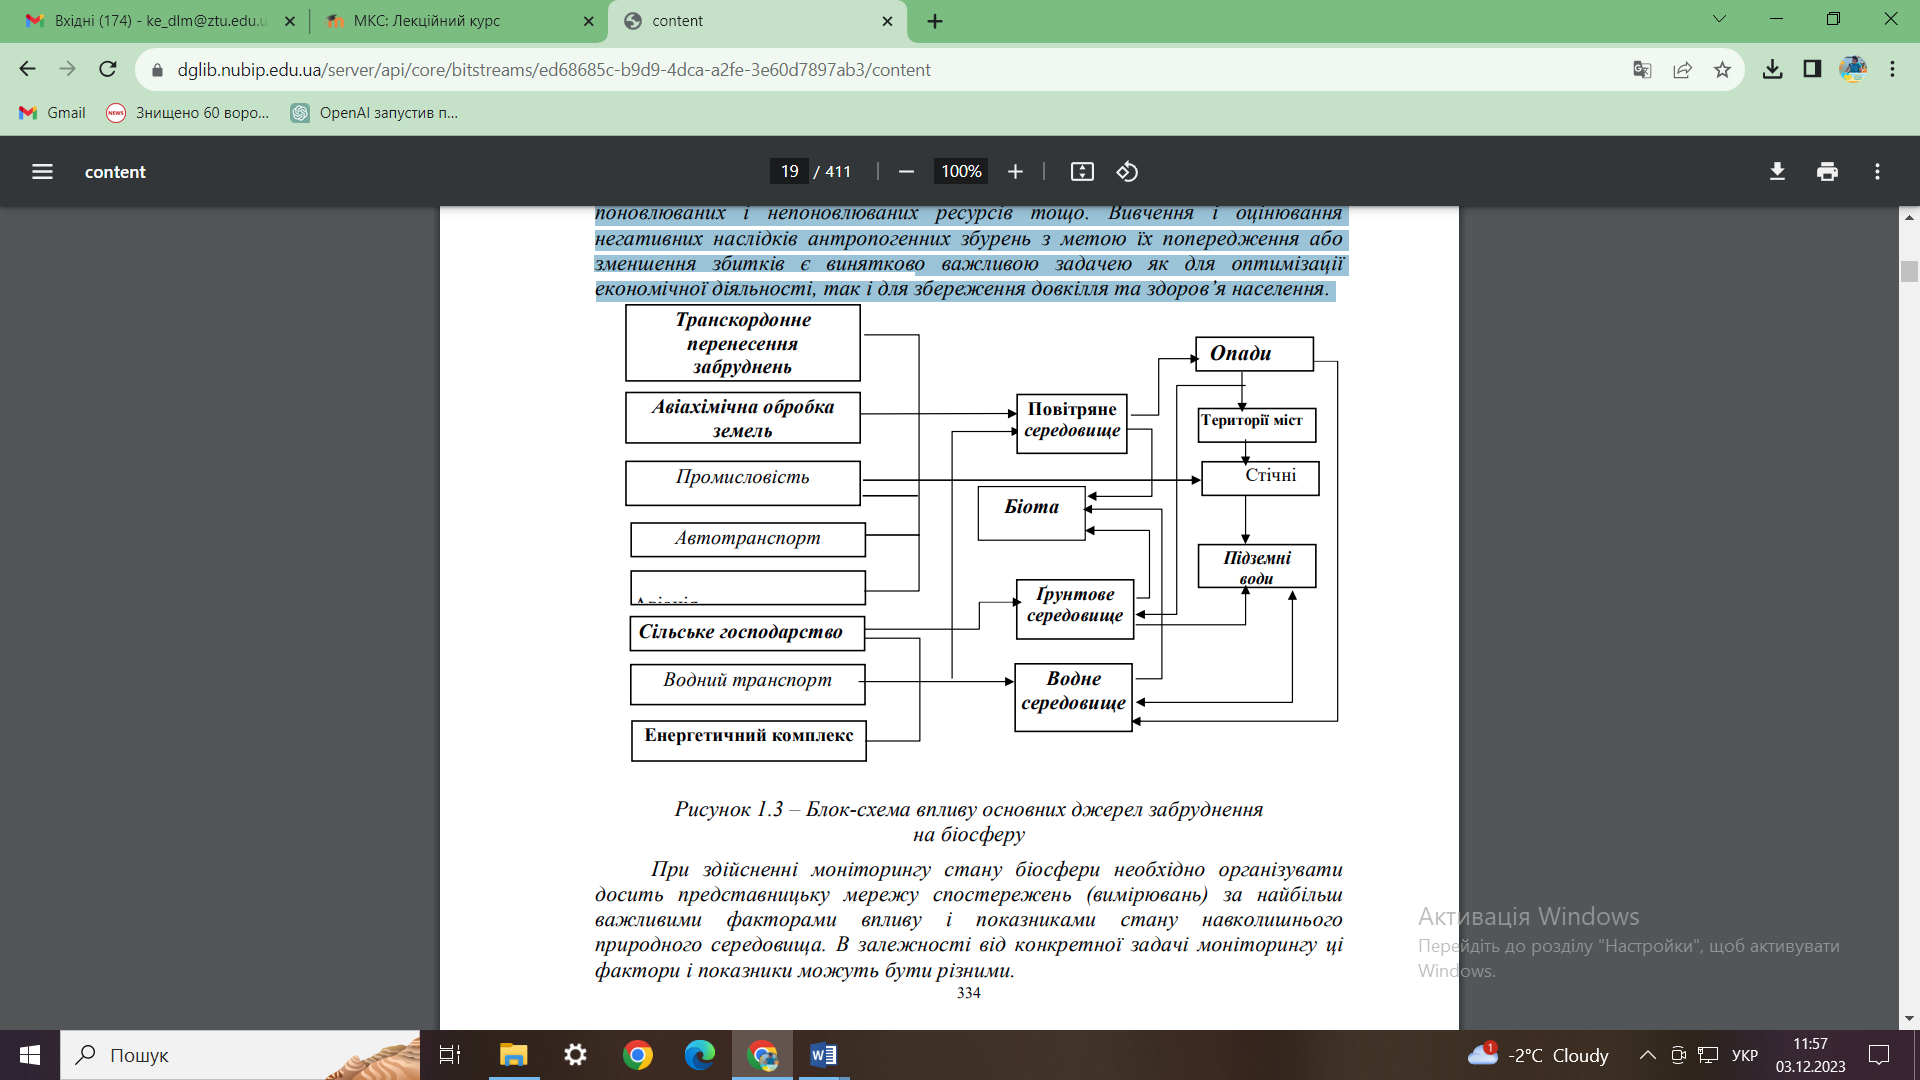 Вхідні (174) - ke_dlm@ztu.edu.u
МКС: Лекційний курс
content
dglib.nubip.edu.ua/server/api/core/bitstreams/ed68685c-b9d9-4dca-a2fe-3e60d7897ab3/content
Gmail
NEWS
Знищено 60 воро...
OpenAI запустив п...
content
19 / 411
100%
поновлюваних і непоновлюваних ресурсів тощо. Вивчення і оцінювання
негативних наслідків антропогенних збурень з метою їх попередження або
зменшення збитків є винятково важливою задачею як для оптимізації
економічної діяльності, так і для збереження довкілля та здоров’я населення.
Транскордонне
перенесення
забруднень
Авіахімічна обробка
земель
Промисловість
Автотранспорт
Сільське господарство
Водний транспорт
Енергетичний комплекс
Повітряне
середовище
Біота
Ґрунтове
середовище
Водне
середовище
Опади
Території міст
Стічні
Підземні
води
Рисунок 1.3 – Блок-схема впливу основних джерел забруднення
на біосферу
При здійсненні моніторингу стану біосфери необхідно організувати
досить представницьку мережу спостережень (вимірювань) за найбільш
важливими факторами впливу і показниками стану навколишнього
природного середовища. В залежності від конкретної задачі моніторингу ці
фактори і показники можуть бути різними.
334
Активація Windows
Перейдіть до розділу "Настройки", щоб активувати
Windows.
Пошук
1
-2°C Cloudy
УКР
11:57
03.12.2023